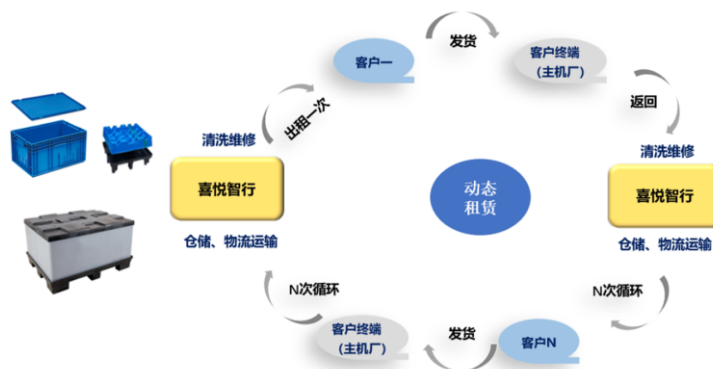 发货
客户一
客户终端
（主机厂）
出租一次
返回
清洗维修
喜悦智行
仓储、物流运输
动态
租赁
清洗维修
喜悦智行
仓储、物流运输
N次循环
N次循环
客户终端
（主机厂）
发货
客户N